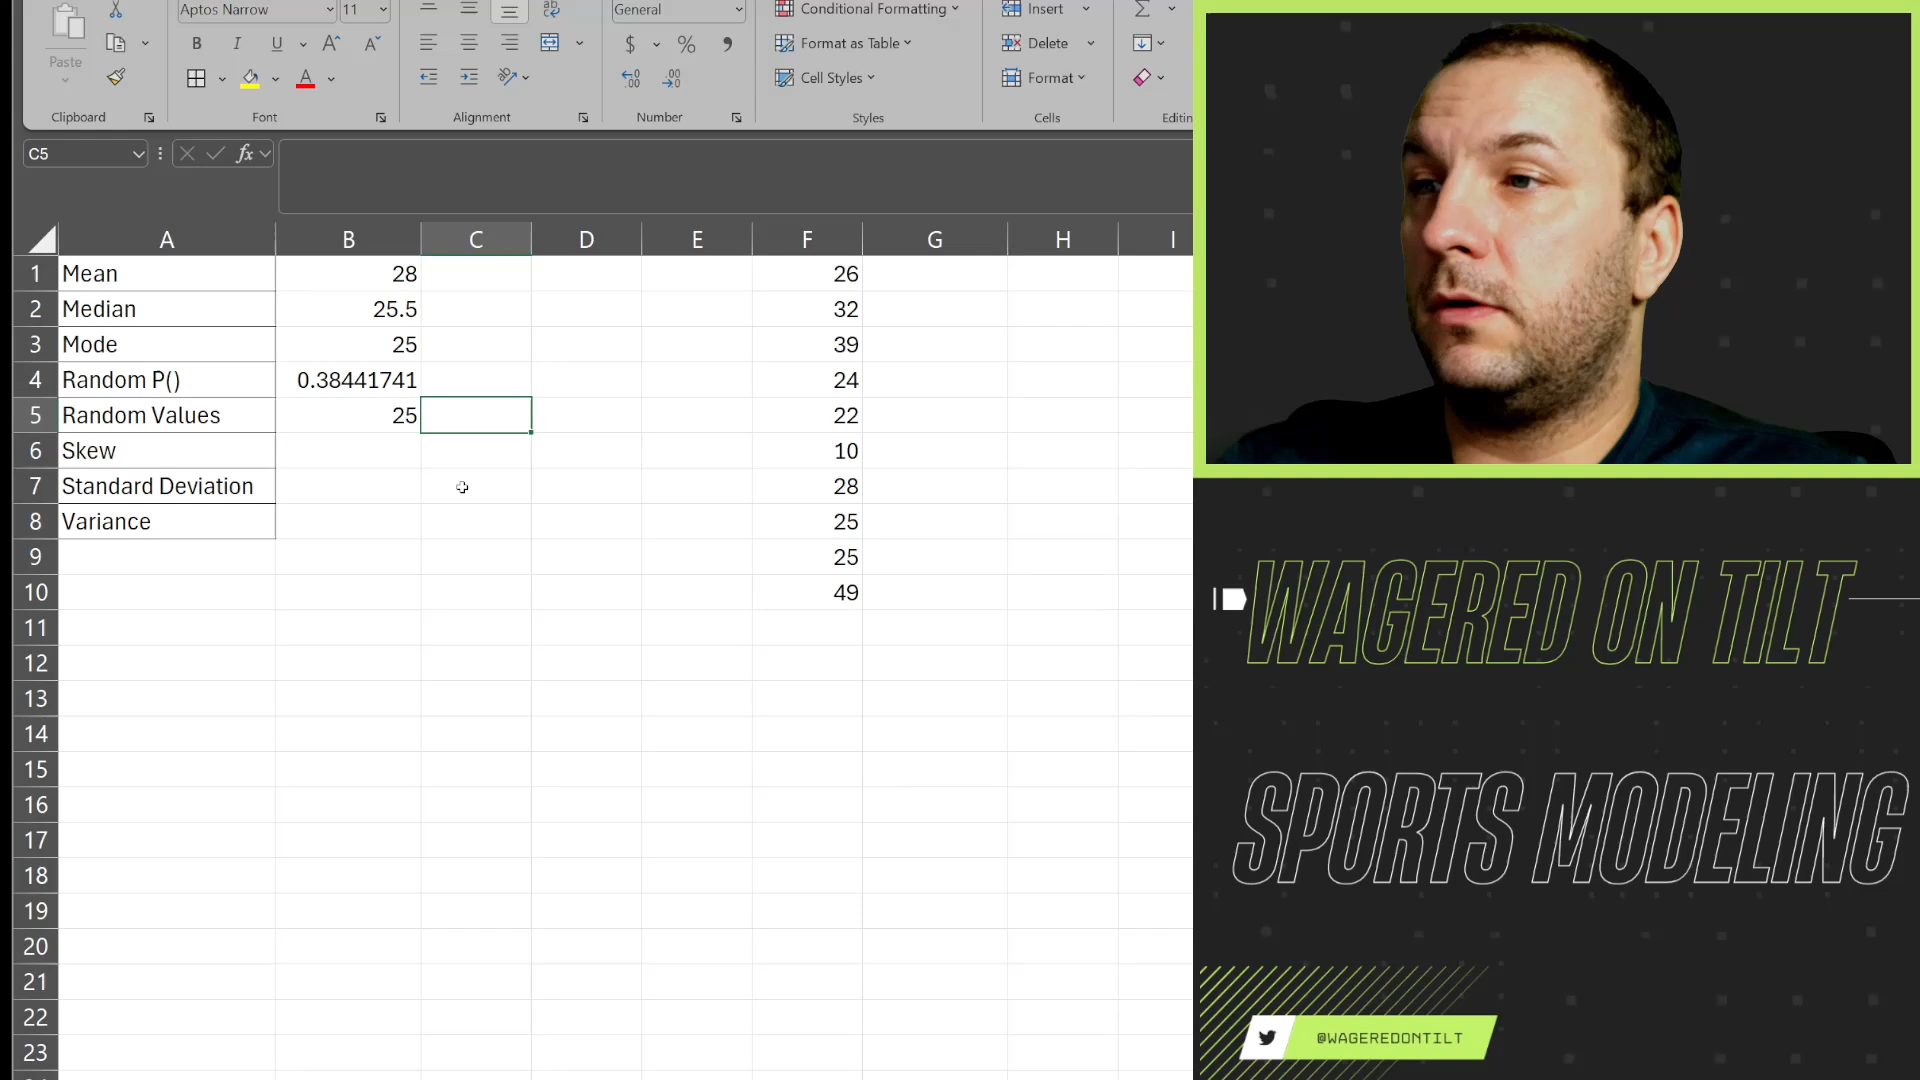 Aptos Narrow 11 General Conditional Formatting Insert
Paste B I U A A $ % Format as Table Delete
A Cell Styles Format
Clipboard Font Alignment Number Styles Cells Editin
C5 fx
A B C D E F G H I
1 Mean 28 26
2 Median 25.5 32
3 Mode 25 39
4 Random P() 0.38441741 24
5 Random Values 25 22
6 Skew 10
7 Standard Deviation 28
8 Variance 25
9 25
10 49
11
12
13
14
15
16
17
18
19
20
21
22
23
WAGERED ON TILT
SPORTS MODELING
@WAGEREDONTILT